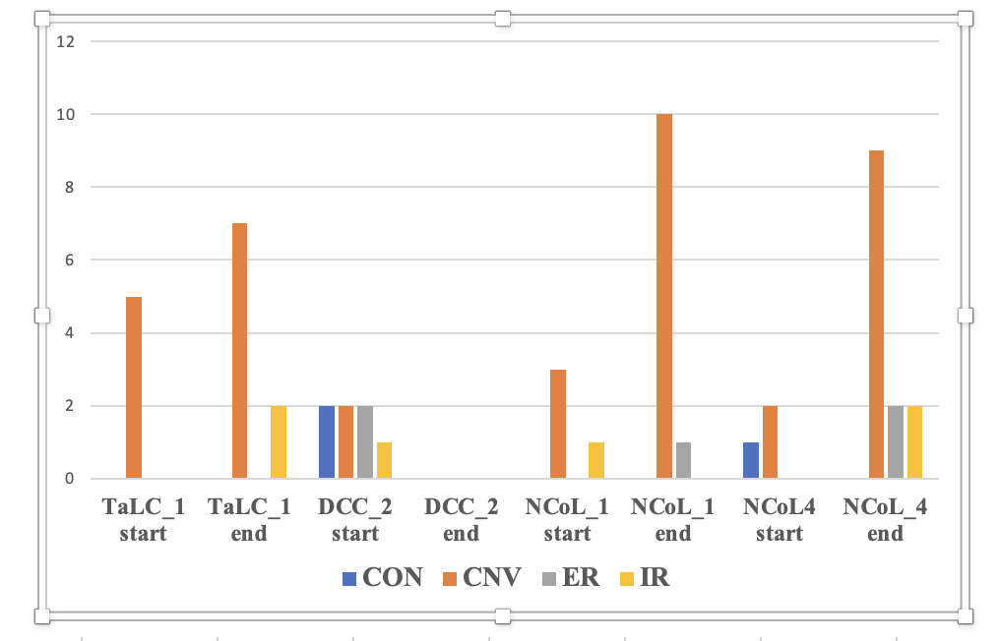 12
10
8
6
4
2
0
TaLC_1 TaLC_1 DCC_2 DCC_2 NCoL_1 NCoL_1 NCoL4 NCoL_4
start end start end start end start end
CON CNV ER IR